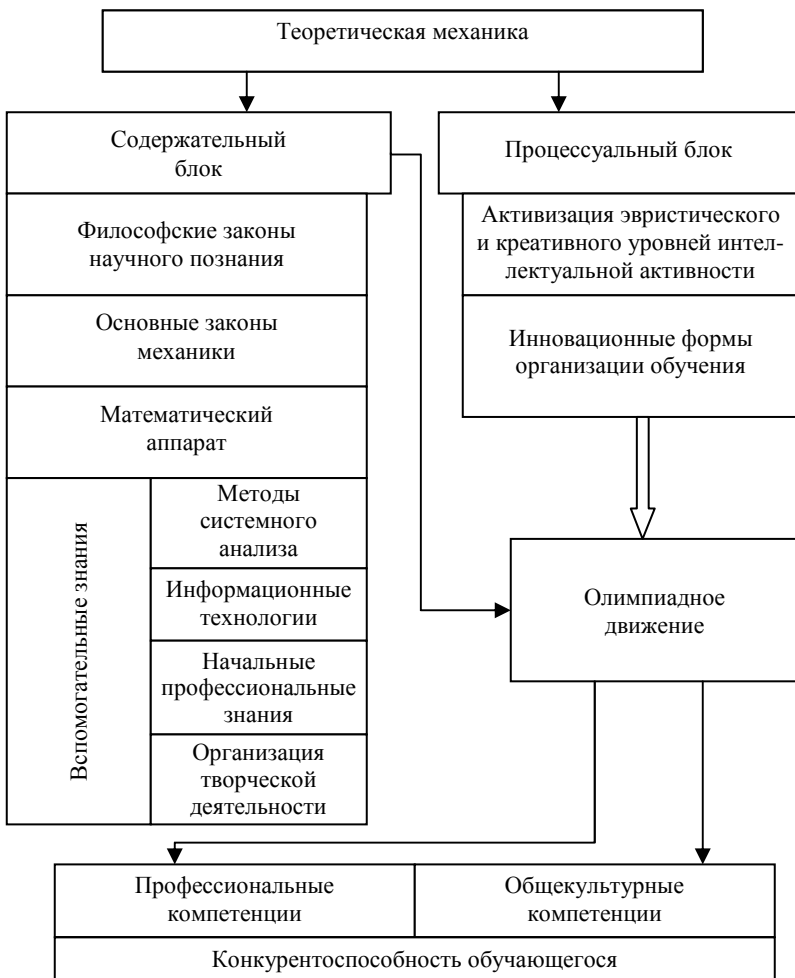 Теоретическая механика
Содержательный
блок
Процессуальный блок
Философские законы
научного познания
Активизация эвристического
и креативного уровней интел-
лектуальной активности
Основные законы
механики
Инновационные формы
организации обучения
Математический
аппарат
Вспомогательные знания
Методы
системного
анализа
Информационные
технологии
Начальные
профессиональные
знания
Организация
творческой
деятельности
Олимпиадное
движение
Профессиональные
компетенции
Общекультурные
компетенции
Конкурентоспособность обучающегося